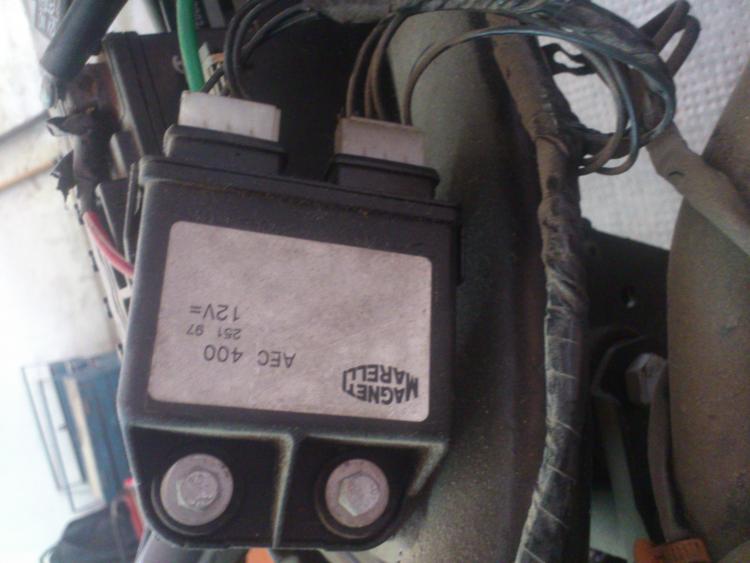 MAGNETI
MARELLI
AEC 400
251 97
12V=